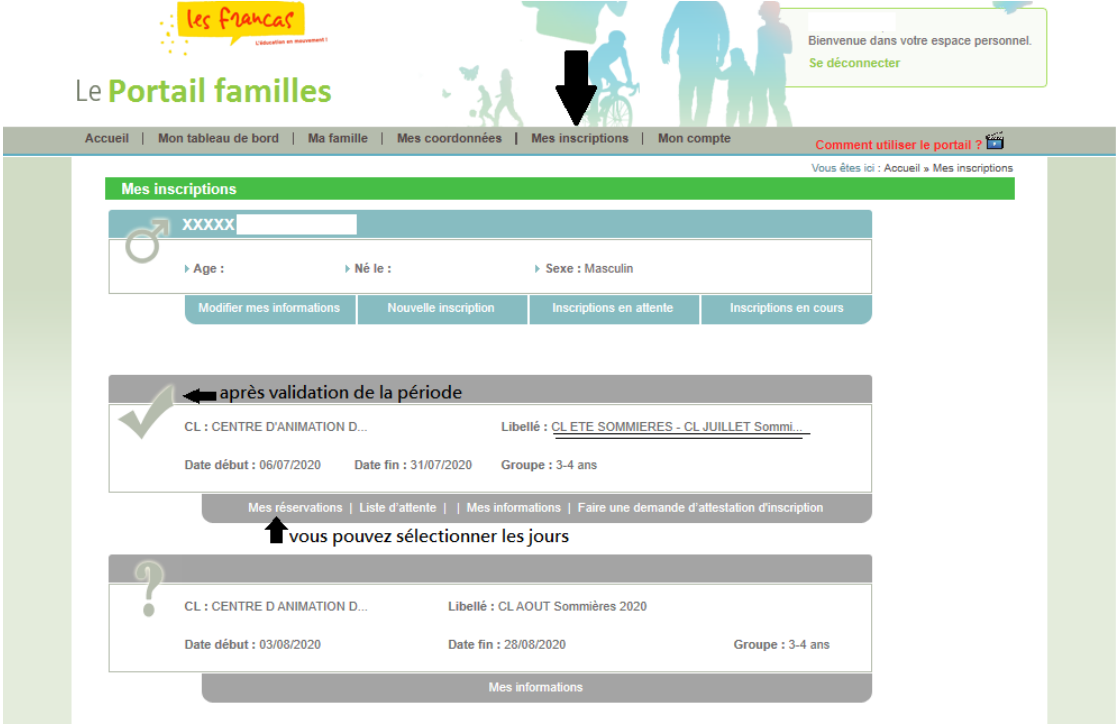 les francas
L'éducation en mouvement !
Bienvenue dans votre espace personnel.
Se déconnecter
Le Portail familles
Accueil | Mon tableau de bord | Ma famille | Mes coordonnées | Mes inscriptions | Mon compte
Comment utiliser le portail ?
Vous êtes ici : Accueil » Mes inscriptions
Mes inscriptions
XXXXX
Age : Né le : Sexe : Masculin
Modifier mes informations Nouvelle inscription Inscriptions en attente Inscriptions en cours
après validation de la période
CL : CENTRE D'ANIMATION D... Libellé : CL ETE SOMMIERES - CL JUILLET Sommi...
Date début : 06/07/2020 Date fin : 31/07/2020 Groupe : 3-4 ans
Mes réservations | Liste d'attente | | Mes informations | Faire une demande d'attestation d'inscription
vous pouvez sélectionner les jours
?
CL : CENTRE D ANIMATION D... Libellé : CL AOUT Sommières 2020
Date début : 03/08/2020 Date fin : 28/08/2020 Groupe : 3-4 ans
Mes informations